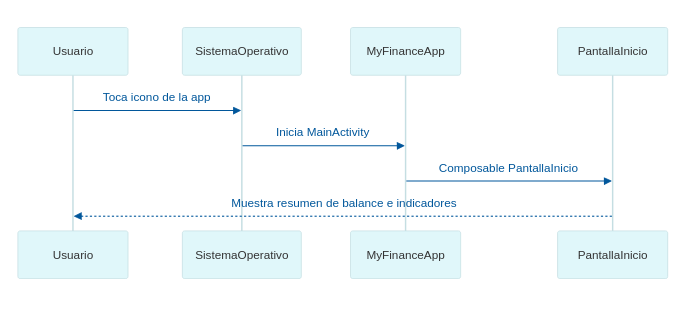 Usuario
SistemaOperativo
MyFinanceApp
PantallaInicio
Toca icono de la app
Inicia MainActivity
Composable PantallaInicio
Muestra resumen de balance e indicadores
Usuario
SistemaOperativo
MyFinanceApp
PantallaInicio